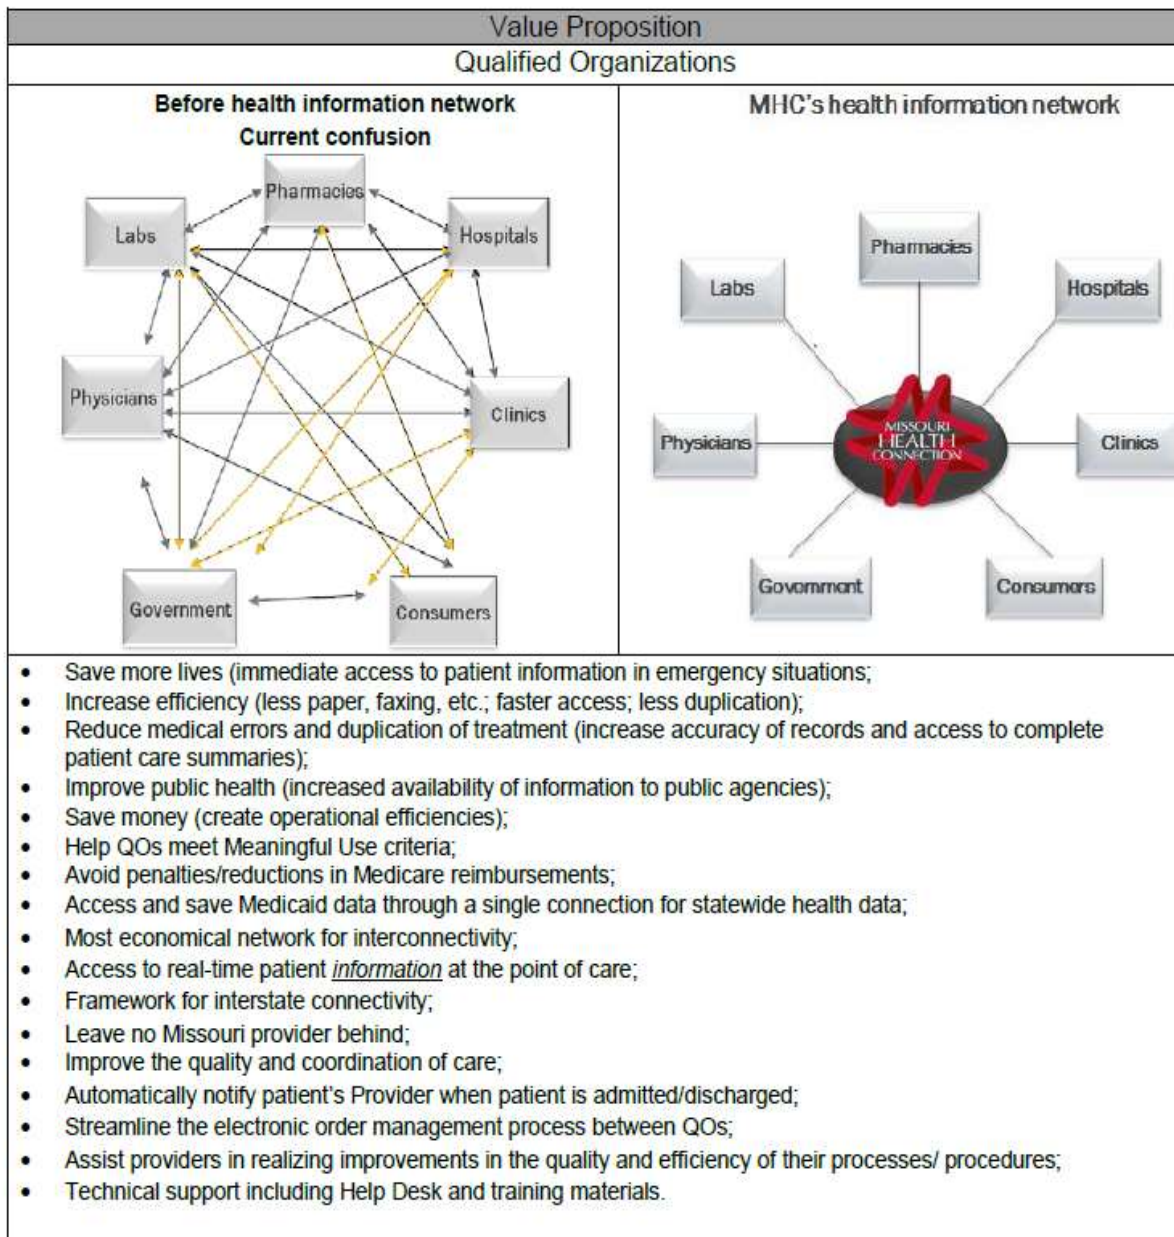 Value Proposition
Qualified Organizations
Before health information network
Current confusion
Pharmacies
Labs
Hospitals
Physicians
Clinics
Government
Consumers
MHC's health information network
Pharmacies
Labs
Hospitals
MISSOURI
HEALTH
CONNECTION
Physicians
Clinics
Government
Consumers
• Save more lives (immediate access to patient information in emergency situations;
• Increase efficiency (less paper, faxing, etc.; faster access; less duplication);
• Reduce medical errors and duplication of treatment (increase accuracy of records and access to complete
patient care summaries);
• Improve public health (increased availability of information to public agencies);
• Save money (create operational efficiencies);
• Help QOs meet Meaningful Use criteria;
• Avoid penalties/reductions in Medicare reimbursements;
• Access and save Medicaid data through a single connection for statewide health data;
• Most economical network for interconnectivity;
• Access to real-time patient information at the point of care;
• Framework for interstate connectivity;
• Leave no Missouri provider behind;
• Improve the quality and coordination of care;
• Automatically notify patient's Provider when patient is admitted/discharged;
• Streamline the electronic order management process between QOs;
• Assist providers in realizing improvements in the quality and efficiency of their processes/ procedures;
• Technical support including Help Desk and training materials.